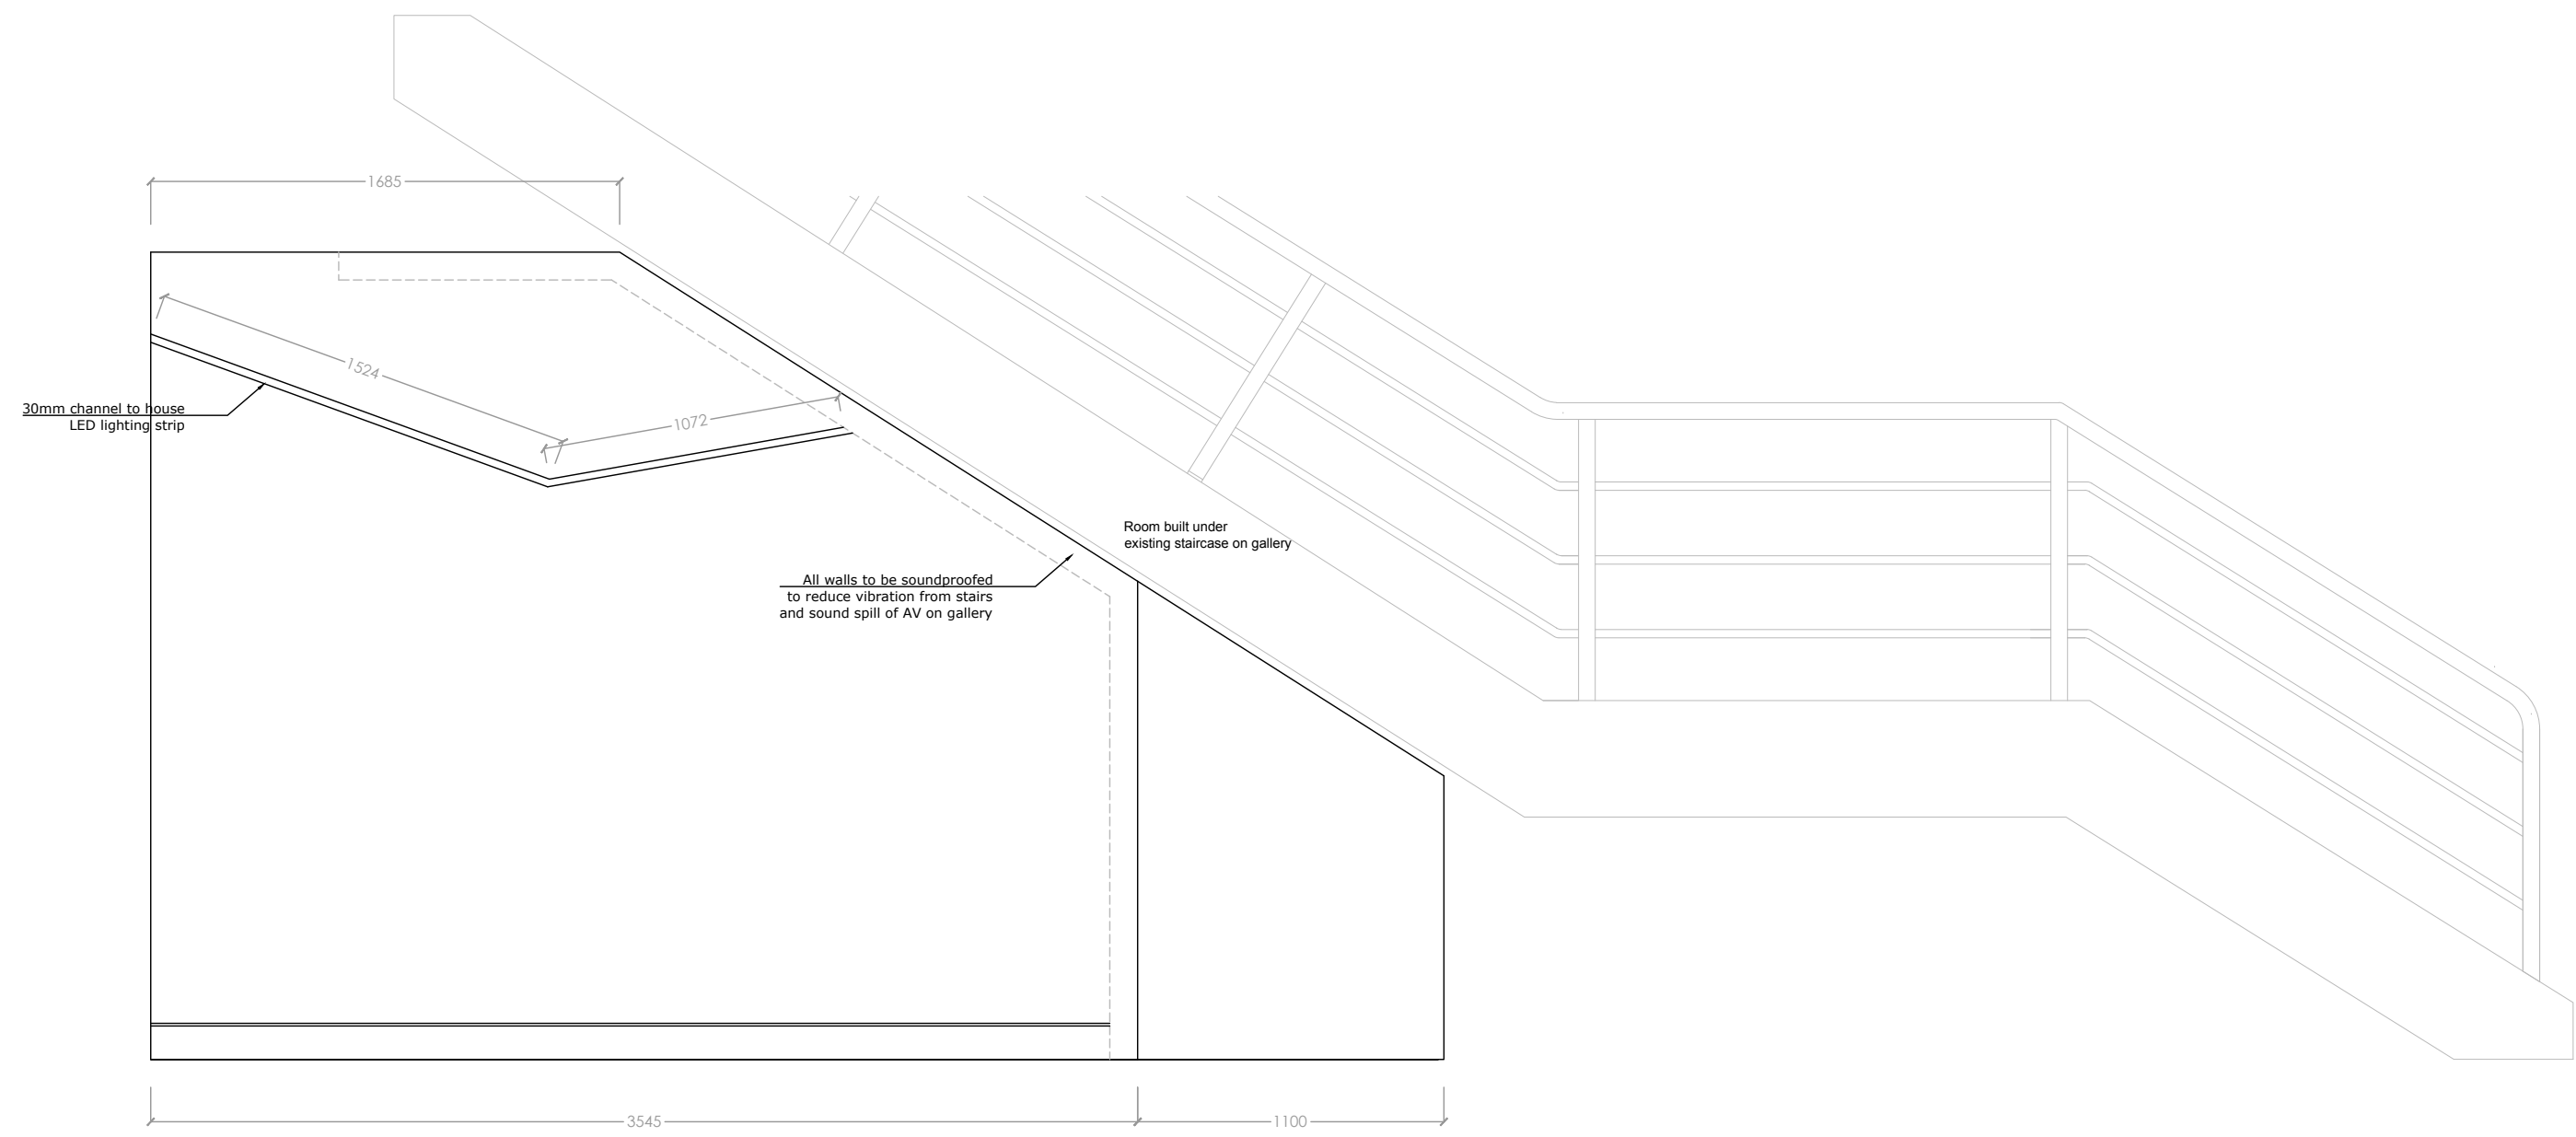 1685
1524
1072
30mm channel to house
LED lighting strip
Room built under
existing staircase on gallery
All walls to be soundproofed
to reduce vibration from stairs
and sound spill of AV on gallery
3545
1100